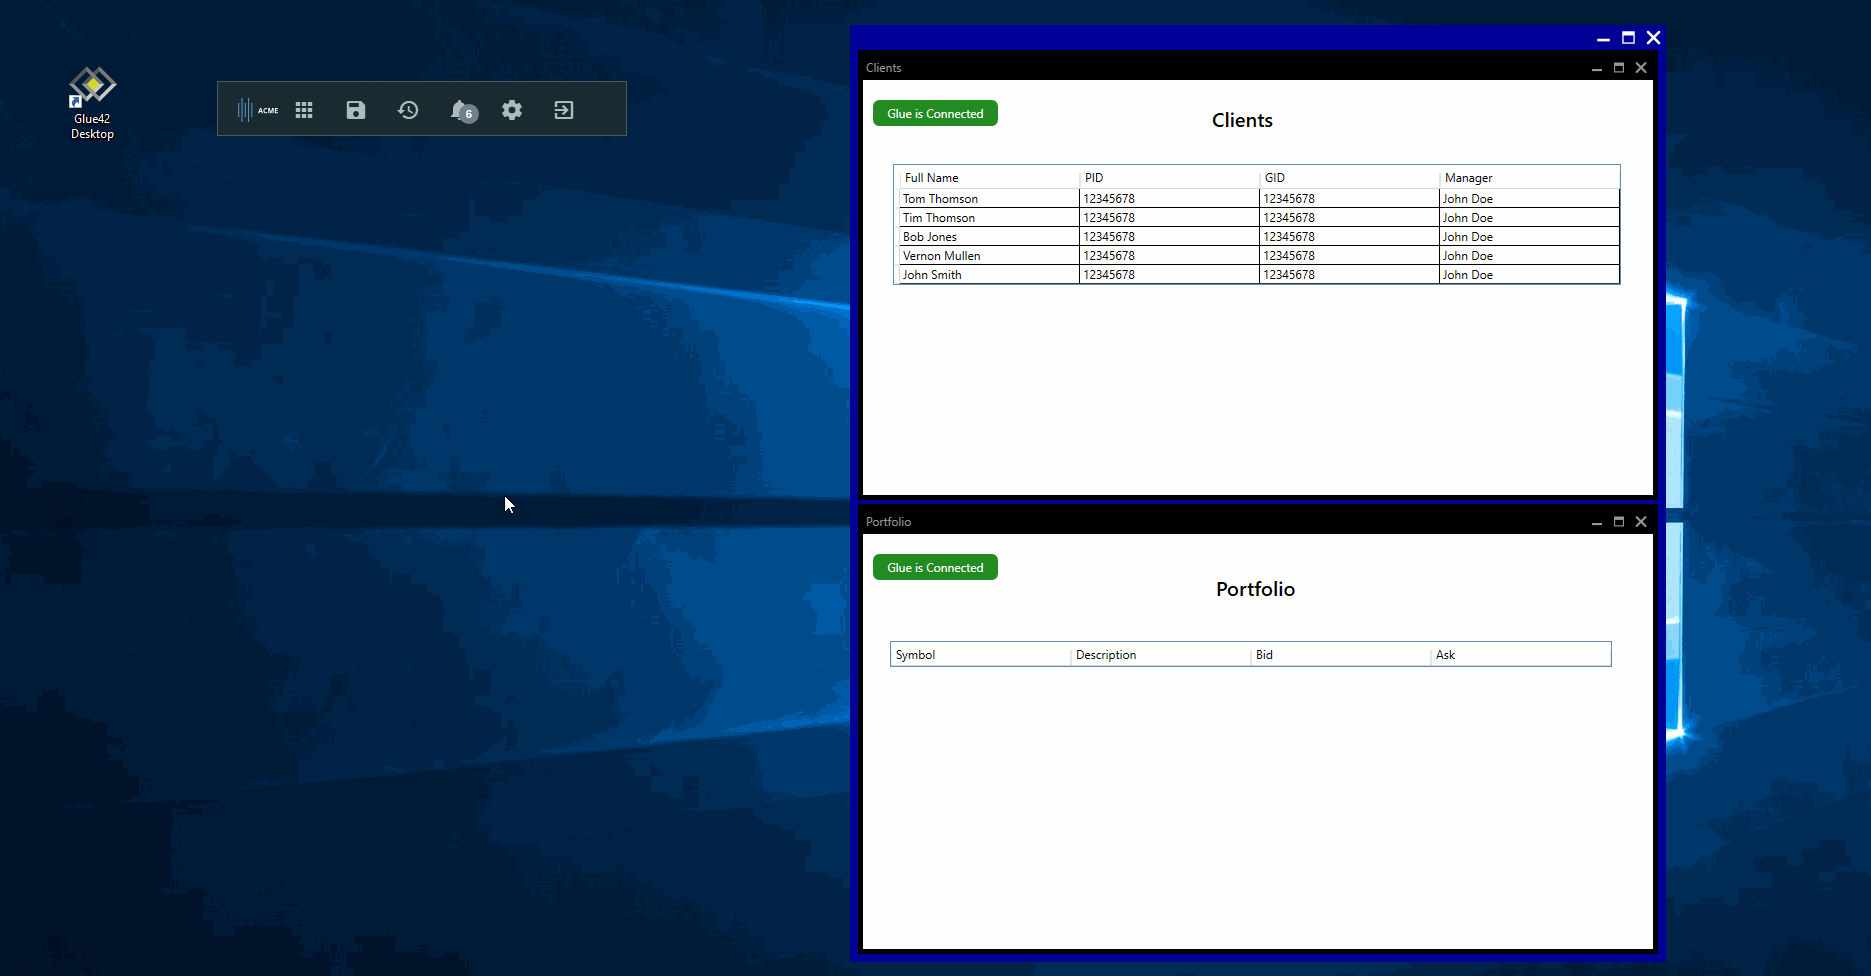 Glue42
Desktop
ACME
6
Clients
Glue is Connected
Clients
Full Name PID GID Manager
Tom Thomson 12345678 12345678 John Doe
Tim Thomson 12345678 12345678 John Doe
Bob Jones 12345678 12345678 John Doe
Vernon Mullen 12345678 12345678 John Doe
John Smith 12345678 12345678 John Doe
Portfolio
Glue is Connected
Portfolio
Symbol Description Bid Ask